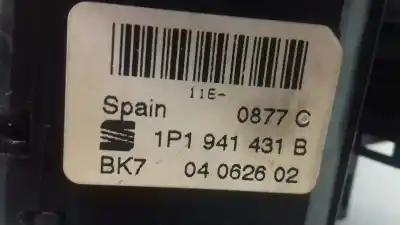 11E-
Spain 0877 C
1P1 941 431 B
BK7 04 0626 02